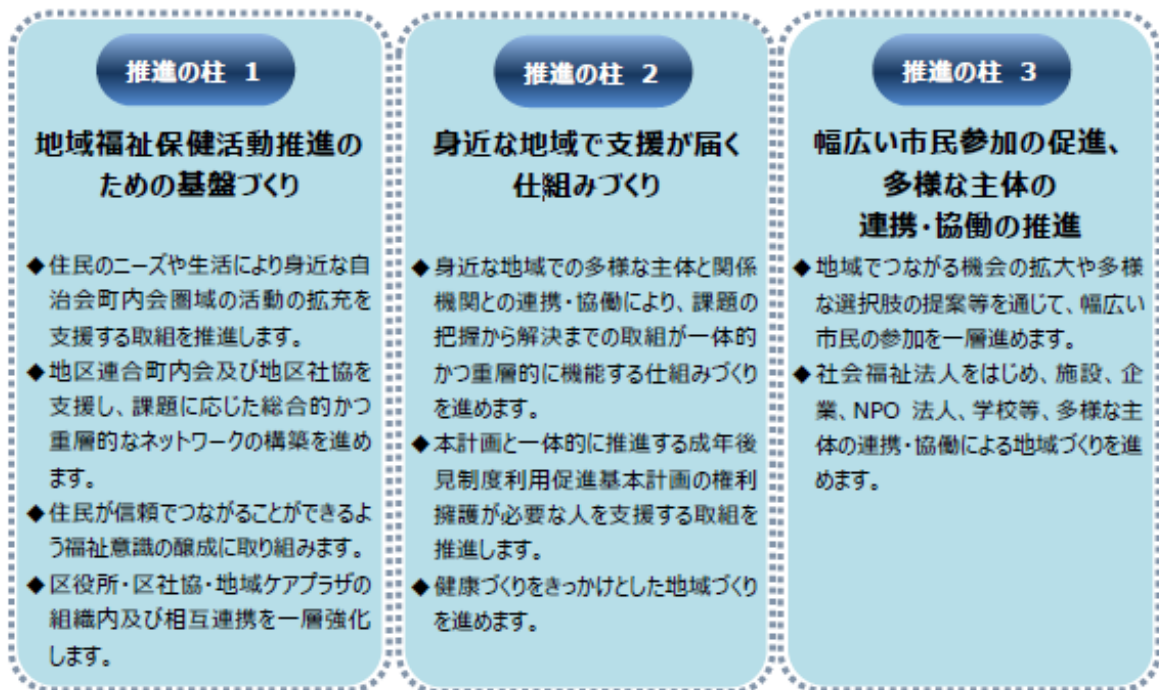 推進の柱 1
地域福祉保健活動推進の
ための基盤づくり
◆住民のニーズや生活により身近な自
治会町内会圏域の活動の拡充を
支援する取組を推進します。
◆地区連合町内会及び地区社協を
支援し、課題に応じた総合的かつ
重層的なネットワークの構築を進め
ます。
◆住民が信頼でつながることができるよ
う福祉意識の醸成に取り組みます。
◆区役所・区社協・地域ケアプラザの
組織内及び相互連携を一層強化
します。
推進の柱 2
身近な地域で支援が届く
仕組みづくり
◆身近な地域での多様な主体と関係
機関との連携・協働により、課題の
把握から解決までの取組が一体的
かつ重層的に機能する仕組みづくり
を進めます。
◆本計画と一体的に推進する成年後
見制度利用促進基本計画の権利
擁護が必要な人を支援する取組を
推進します。
◆健康づくりをきっかけとした地域づくり
を進めます。
推進の柱 3
幅広い市民参加の促進、
多様な主体の
連携・協働の推進
◆地域でつながる機会の拡大や多様
な選択肢の提案等を通じて、幅広い
市民の参加を一層進めます。
◆社会福祉法人をはじめ、施設、企
業、NPO 法人、学校等、多様な主
体の連携・協働による地域づくりを進
めます。